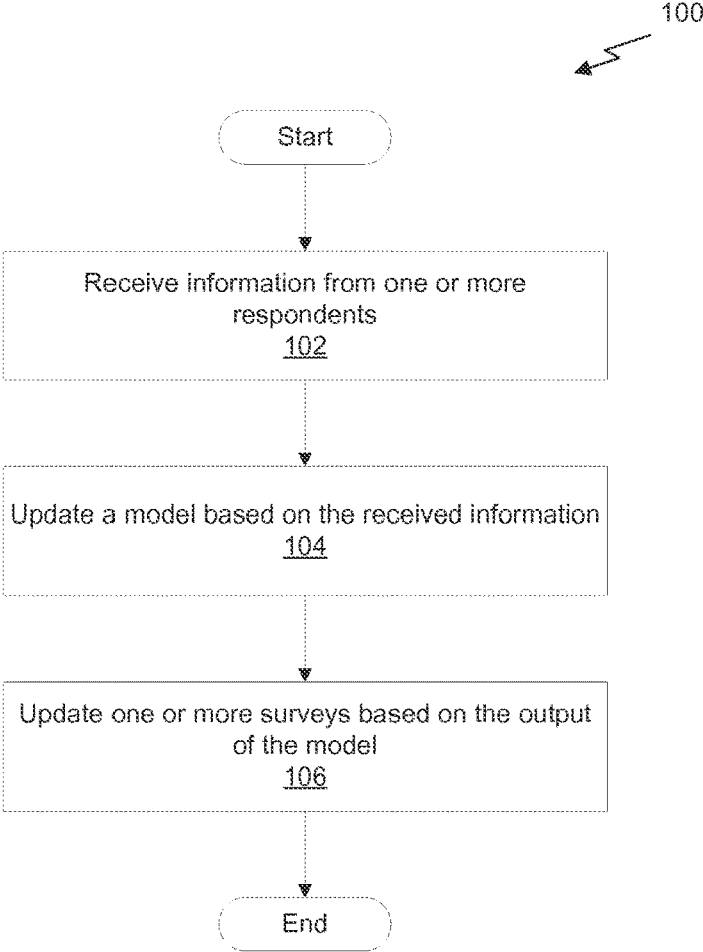 100
Start
Receive information from one or more
respondents
102
Update a model based on the received information
104
Update one or more surveys based on the output
of the model
106
End